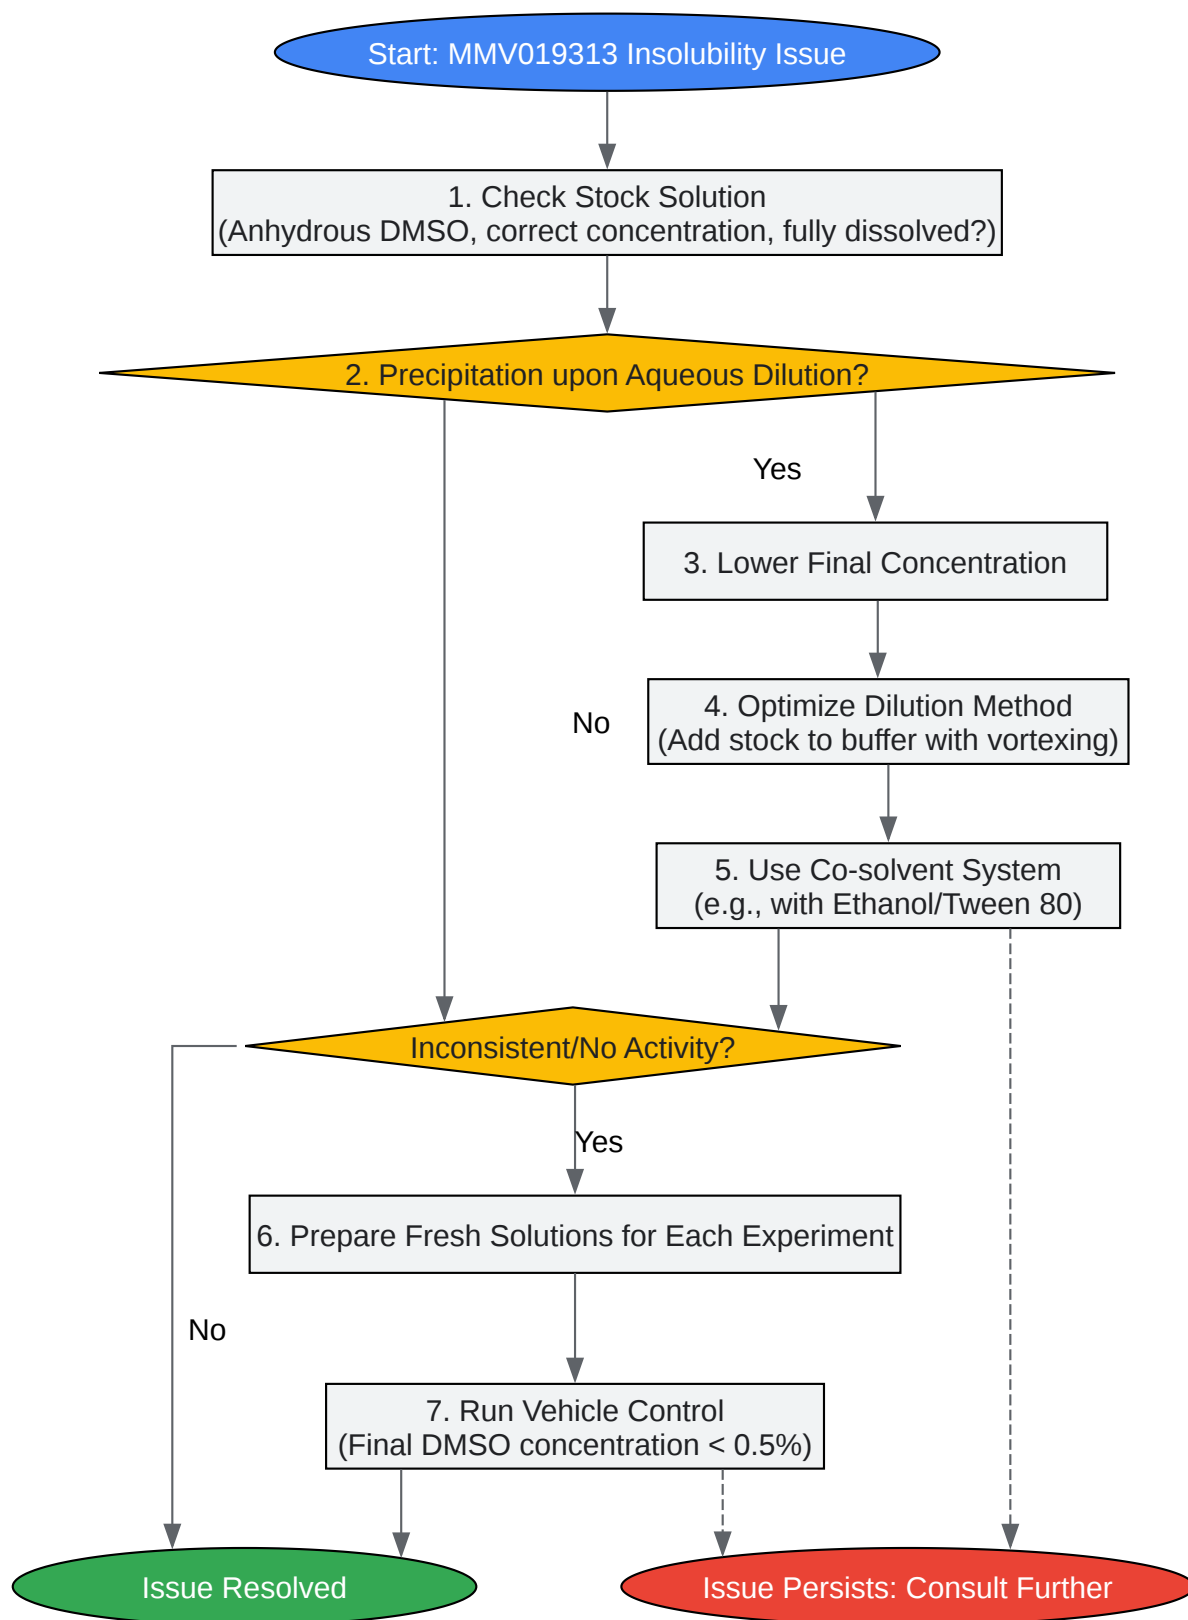 Start: MMV019313 Insolubility Issue
1. Check Stock Solution
(Anhydrous DMSO, correct concentration, fully dissolved?)
2. Precipitation upon Aqueous Dilution?
Yes
3. Lower Final Concentration
No
4. Optimize Dilution Method
(Add stock to buffer with vortexing)
5. Use Co-solvent System
(e.g., with Ethanol/Tween 80)
Inconsistent/No Activity?
Yes
6. Prepare Fresh Solutions for Each Experiment
No
7. Run Vehicle Control
(Final DMSO concentration < 0.5%)
Issue Resolved
Issue Persists: Consult Further